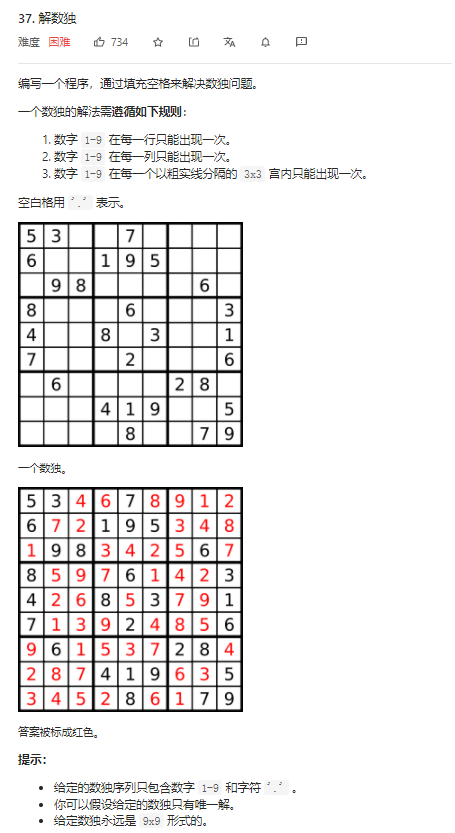 37. 解数独
难度 困难 734
编写一个程序，通过填充空格来解决数独问题。
一个数独的解法需遵循如下规则：
1. 数字 1-9 在每一行只能出现一次。
2. 数字 1-9 在每一列只能出现一次。
3. 数字 1-9 在每一个以粗实线分隔的 3x3 宫内只能出现一次。
空白格用 '.' 表示。
5 3 7
6 1 9 5
9 8 6
8 6 3
4 8 3 1
7 2 6
6 2 8
4 1 9 5
8 7 9
一个数独。
5 3 4 6 7 8 9 1 2
6 7 2 1 9 5 3 4 8
1 9 8 3 4 2 5 6 7
8 5 9 7 6 1 4 2 3
4 2 6 8 5 3 7 9 1
7 1 3 9 2 4 8 5 6
9 6 1 5 3 7 2 8 4
2 8 7 4 1 9 6 3 5
3 4 5 2 8 6 1 7 9
答案被标成红色。
提示：
• 给定的数独序列只包含数字 1-9 和字符 '.' 。
• 你可以假设给定的数独只有唯一解。
• 给定数独永远是 9x9 形式的。